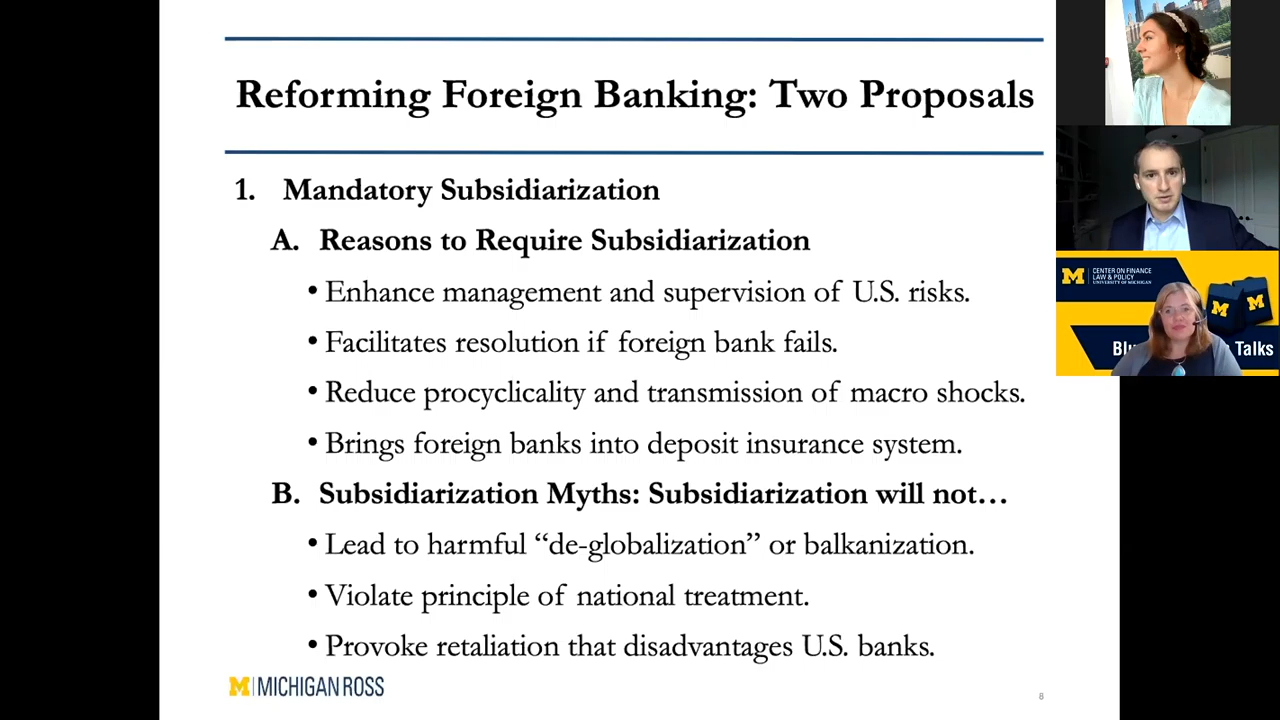 Reforming Foreign Banking: Two Proposals
1. Mandatory Subsidiarization
A. Reasons to Require Subsidiarization
• Enhance management and supervision of U.S. risks.
• Facilitates resolution if foreign bank fails.
• Reduce procyclicality and transmission of macro shocks.
• Brings foreign banks into deposit insurance system.
B. Subsidiarization Myths: Subsidiarization will not…
• Lead to harmful “de-globalization” or balkanization.
• Violate principle of national treatment.
• Provoke retaliation that disadvantages U.S. banks.
M | MICHIGAN ROSS
8
M CENTER ON FINANCE
LAW & POLICY
UNIVERSITY OF MICHIGAN
M M
Talks